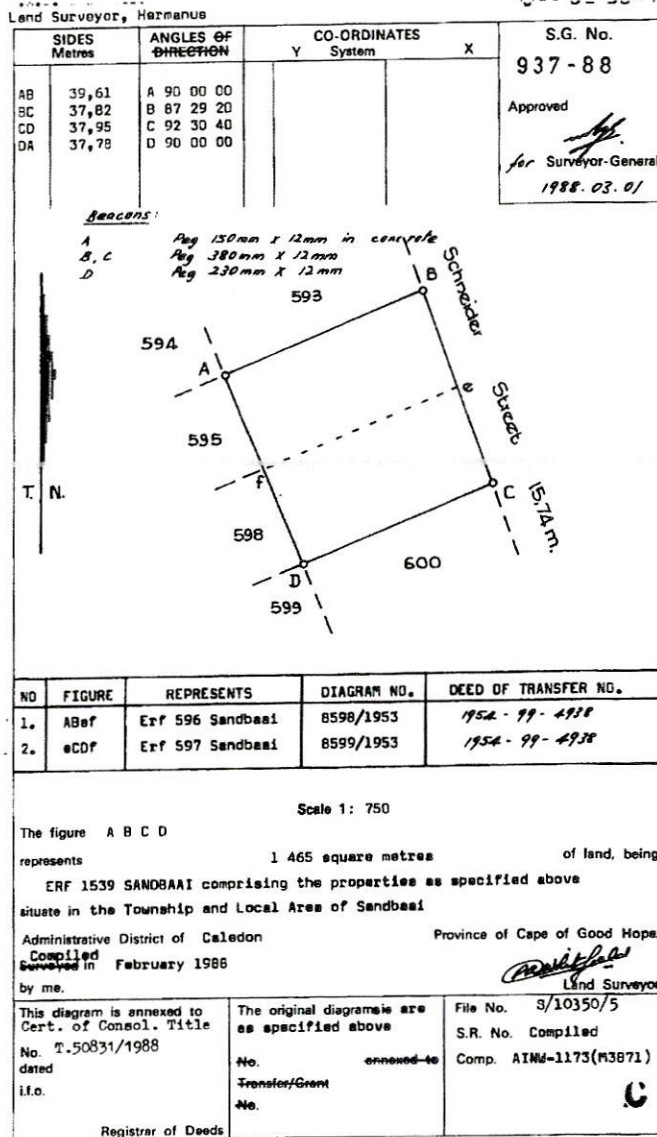 Land Surveyor, Hermanus
SIDES Metres
ANGLES OF DIRECTION
CO-ORDINATES
Y System X
S.G. No.
937-88
Approved
for Surveyor-General
1988.03.01
AB 39,61 A 90 00 00
BC 37,82 B 87 29 20
CD 37,95 C 92 30 40
DA 37,78 D 90 00 00
Beacons:
A Peg 150mm X 12mm in concrete
B, C Peg 380mm X 12mm
D Peg 230mm X 12mm
593
594
595
598
599
600
A
B
C
D
e
f
Schneider Street 15,74 m.
T. N.
NO FIGURE REPRESENTS DIAGRAM NO. DEED OF TRANSFER NO.
1. ABef Erf 596 Sandbaai 8598/1953 1954 - 99 - 4938
2. eCDf Erf 597 Sandbaai 8599/1953 1954 - 99 - 4938
Scale 1: 750
The figure A B C D
represents 1 465 square metres of land, being
ERF 1539 SANDBAAI comprising the properties as specified above
situate in the Township and Local Area of Sandbaai
Administrative District of Caledon Province of Cape of Good Hope.
Compiled
Surveyed in February 1988
by me.
Land Surveyor
This diagram is annexed to
Cert. of Consol. Title
No. T.50831/1988
dated
i.f.o.
Registrar of Deeds
The original diagrams are
as specified above
No. annexed to
Transfer/Grant
No.
File No. S/10350/5
S.R. No. Compiled
Comp. AINW-1173(M3871)
C